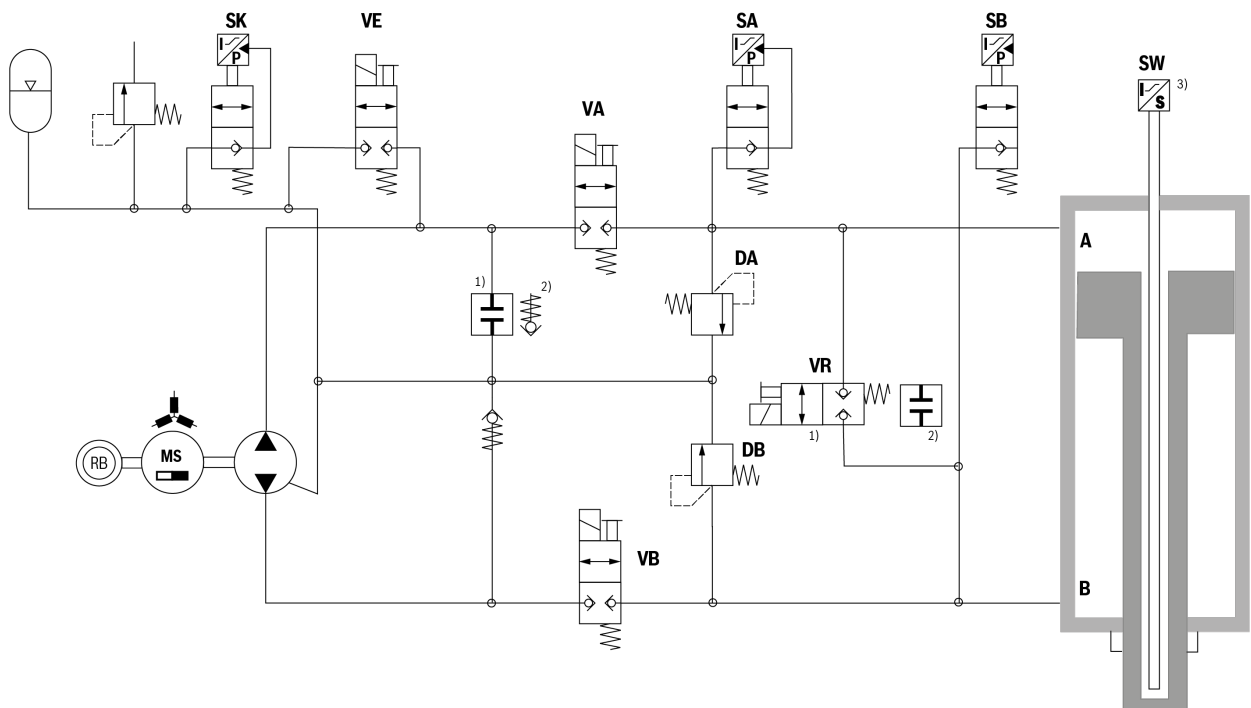 SK
VE
SA
SB
I
P
I
P
I
P
SW
I
S
3)
VA
A
1)
2)
DA
VR
1)
2)
RB
MS
DB
VB
B